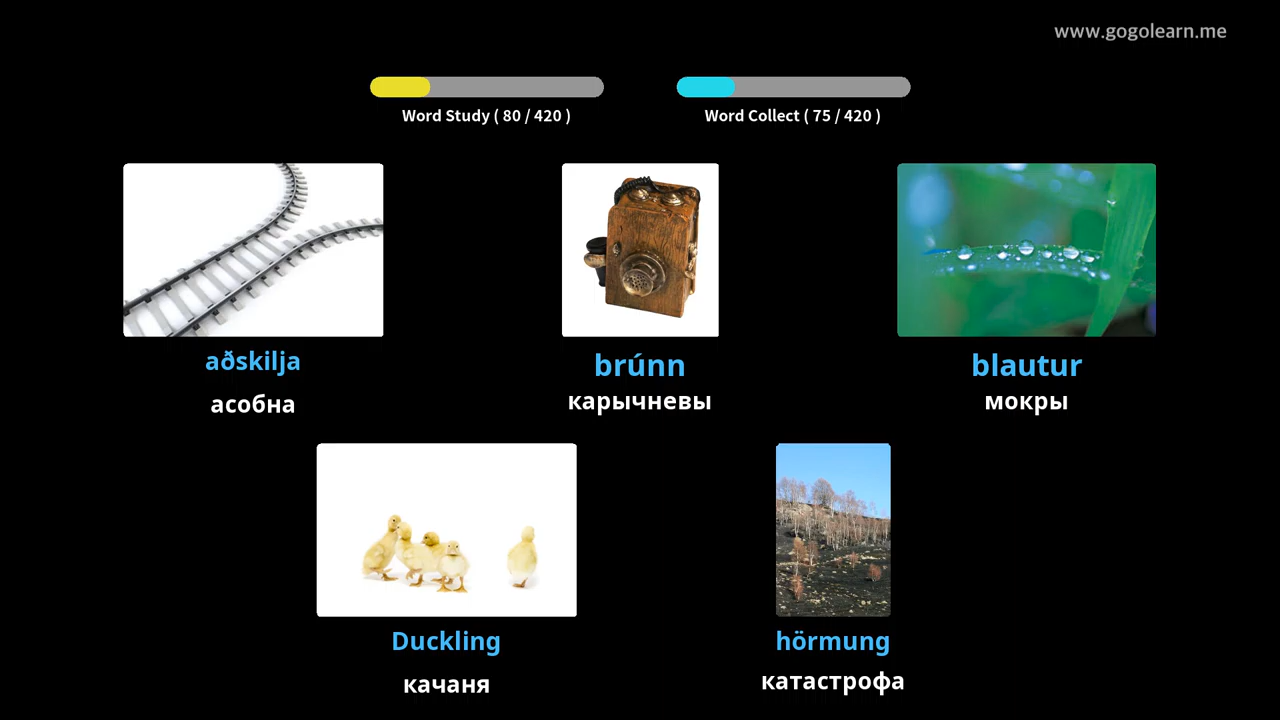 www.gogolearn.me
Word Study ( 80 / 420 )
Word Collect ( 75 / 420 )
aðskilja
асобна
brúnn
карычневы
blautur
мокры
Duckling
качаня
hörmung
катастрофа